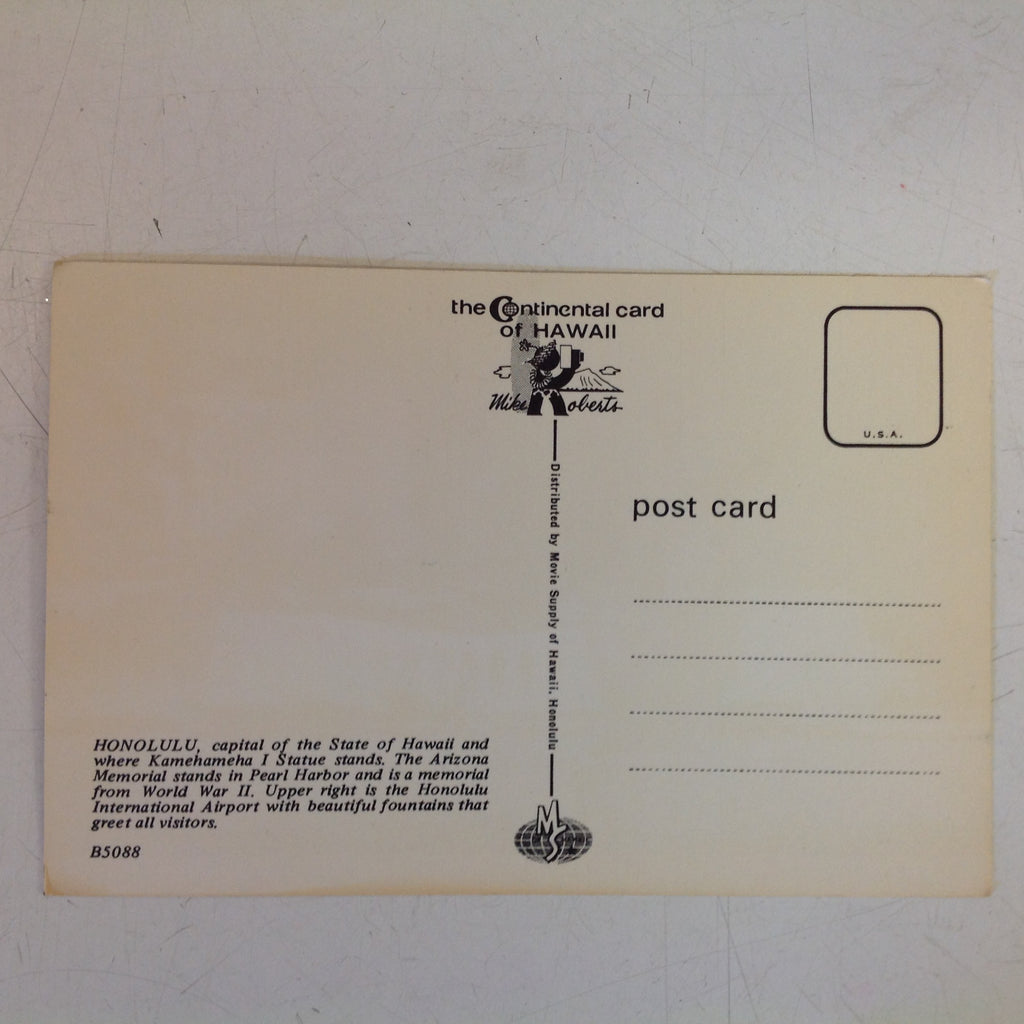 the Continental card
of HAWAII
Mike Roberts
U.S.A.
post card
Distributed by Movie Supply of Hawaii, Honolulu
HONOLULU, capital of the State of Hawaii and
where Kamehameha I Statue stands. The Arizona
Memorial stands in Pearl Harbor and is a memorial
from World War II. Upper right is the Honolulu
International Airport with beautiful fountains that
greet all visitors.
B5088
MS